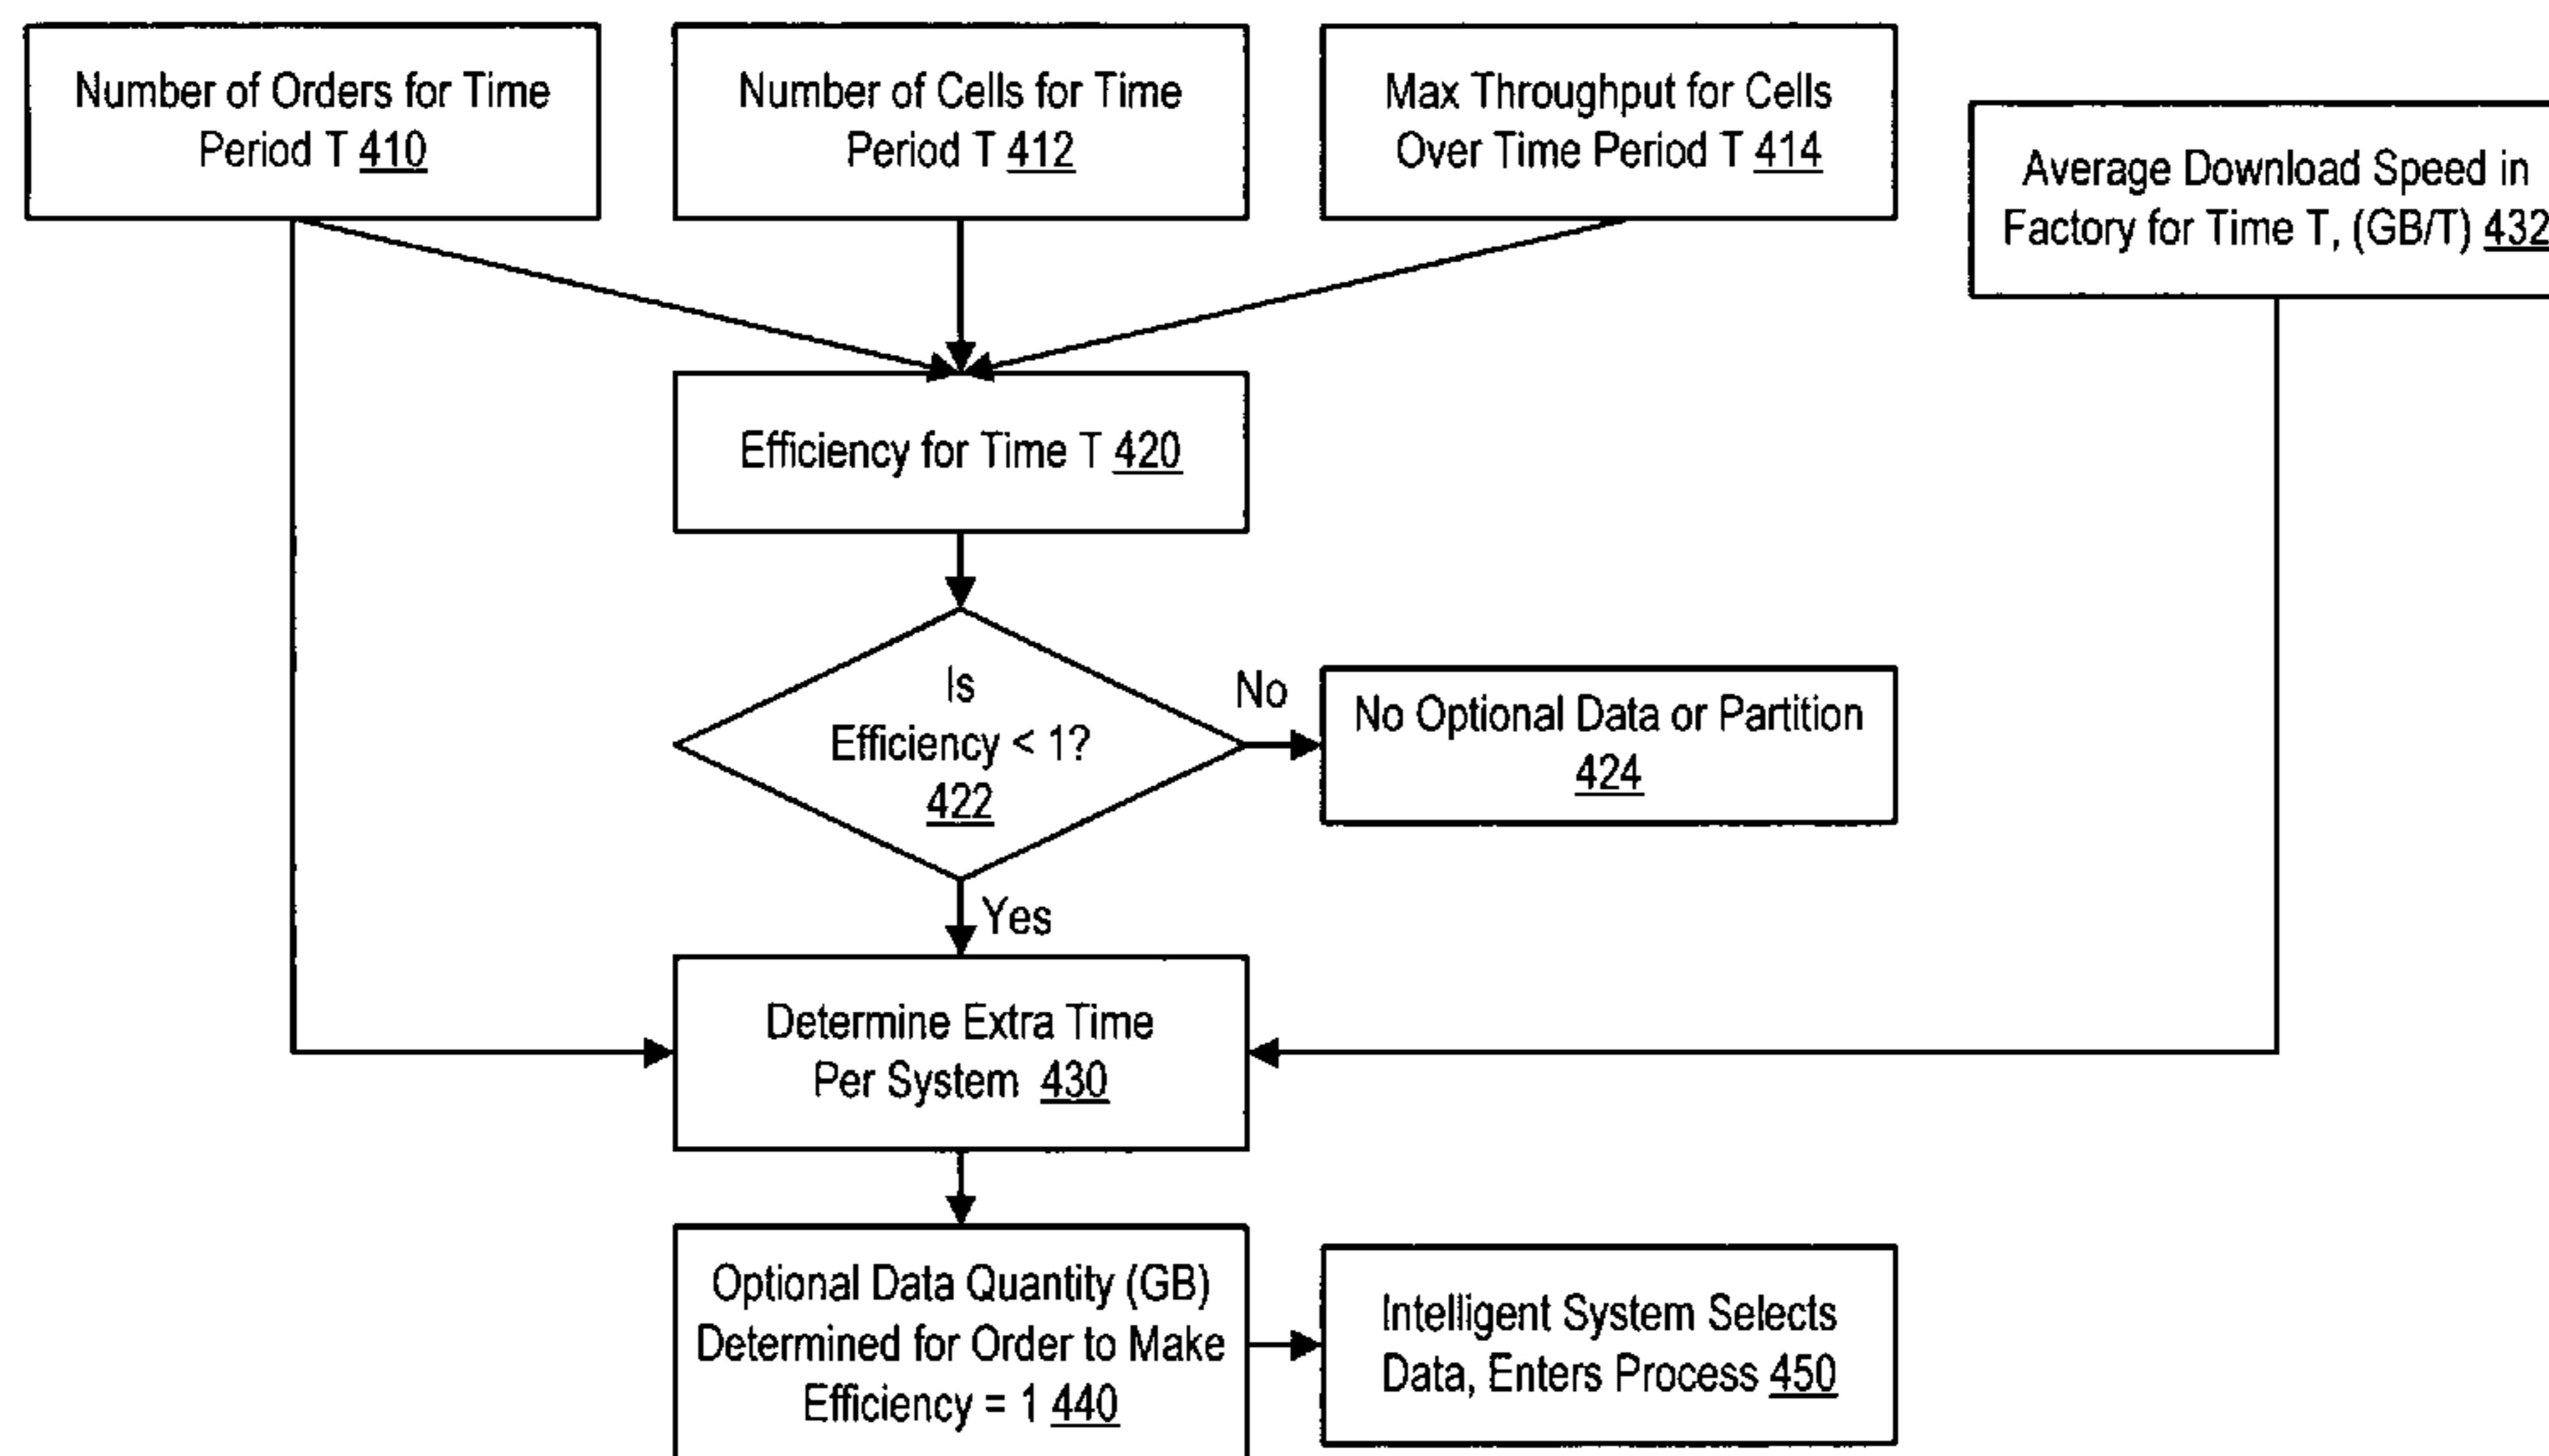 Number of Orders for Time
Period T 410
Number of Cells for Time
Period T 412
Max Throughput for Cells
Over Time Period T 414
Average Download Speed in
Factory for Time T, (GB/T) 432
Efficiency for Time T 420
Is
Efficiency < 1?
422
No
No Optional Data or Partition
424
Yes
Determine Extra Time
Per System 430
Optional Data Quantity (GB)
Determined for Order to Make
Efficiency = 1 440
Intelligent System Selects
Data, Enters Process 450